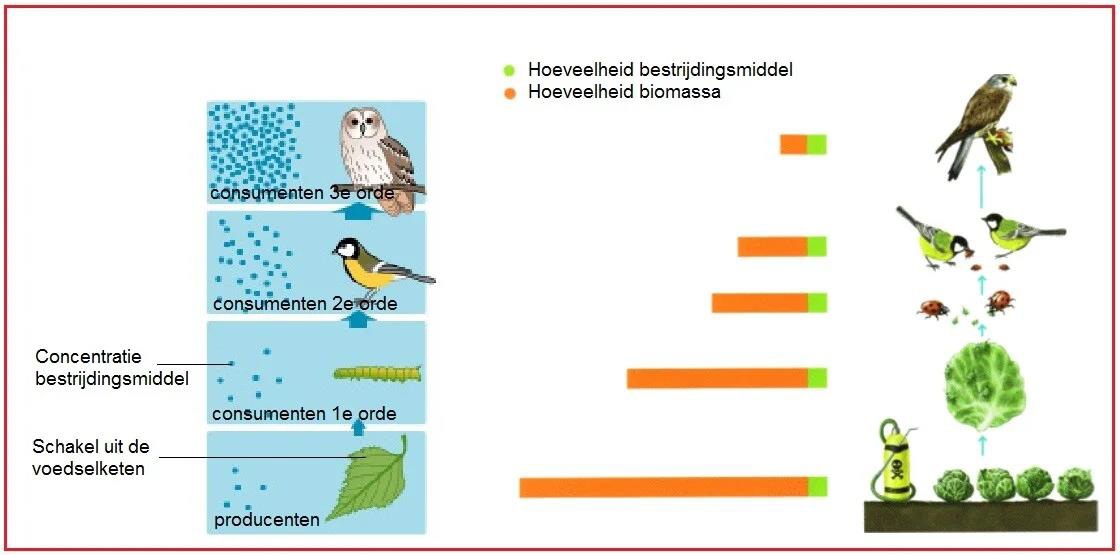 Hoeveelheid bestrijdingsmiddel
Hoeveelheid biomassa
consumenten 3e orde
consumenten 2e orde
Concentratie
bestrijdingsmiddel
consumenten 1e orde
Schakel uit de
voedselketen
producenten